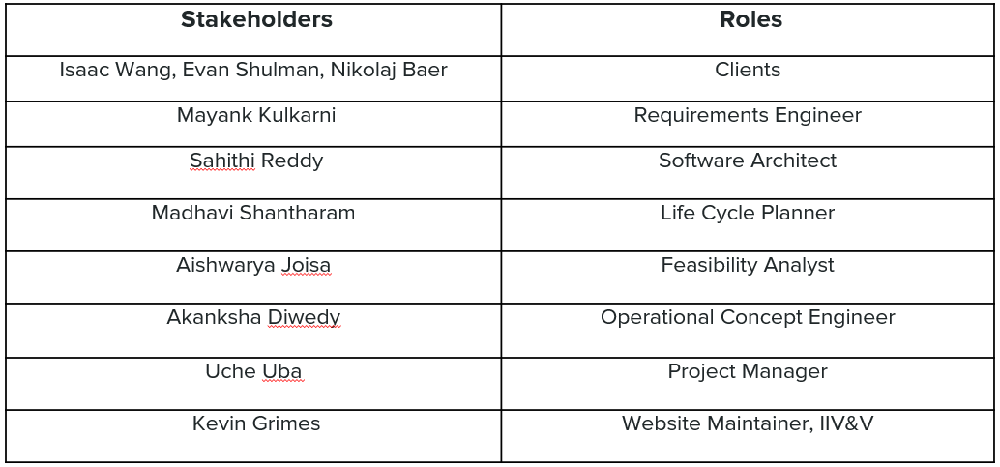 Stakeholders Roles
Isaac Wang, Evan Shulman, Nikolaj Baer Clients
Mayank Kulkarni Requirements Engineer
Sahithi Reddy Software Architect
Madhavi Shantharam Life Cycle Planner
Aishwarya Joisa Feasibility Analyst
Akanksha Diwedy Operational Concept Engineer
Uche Uba Project Manager
Kevin Grimes Website Maintainer, IIV&V